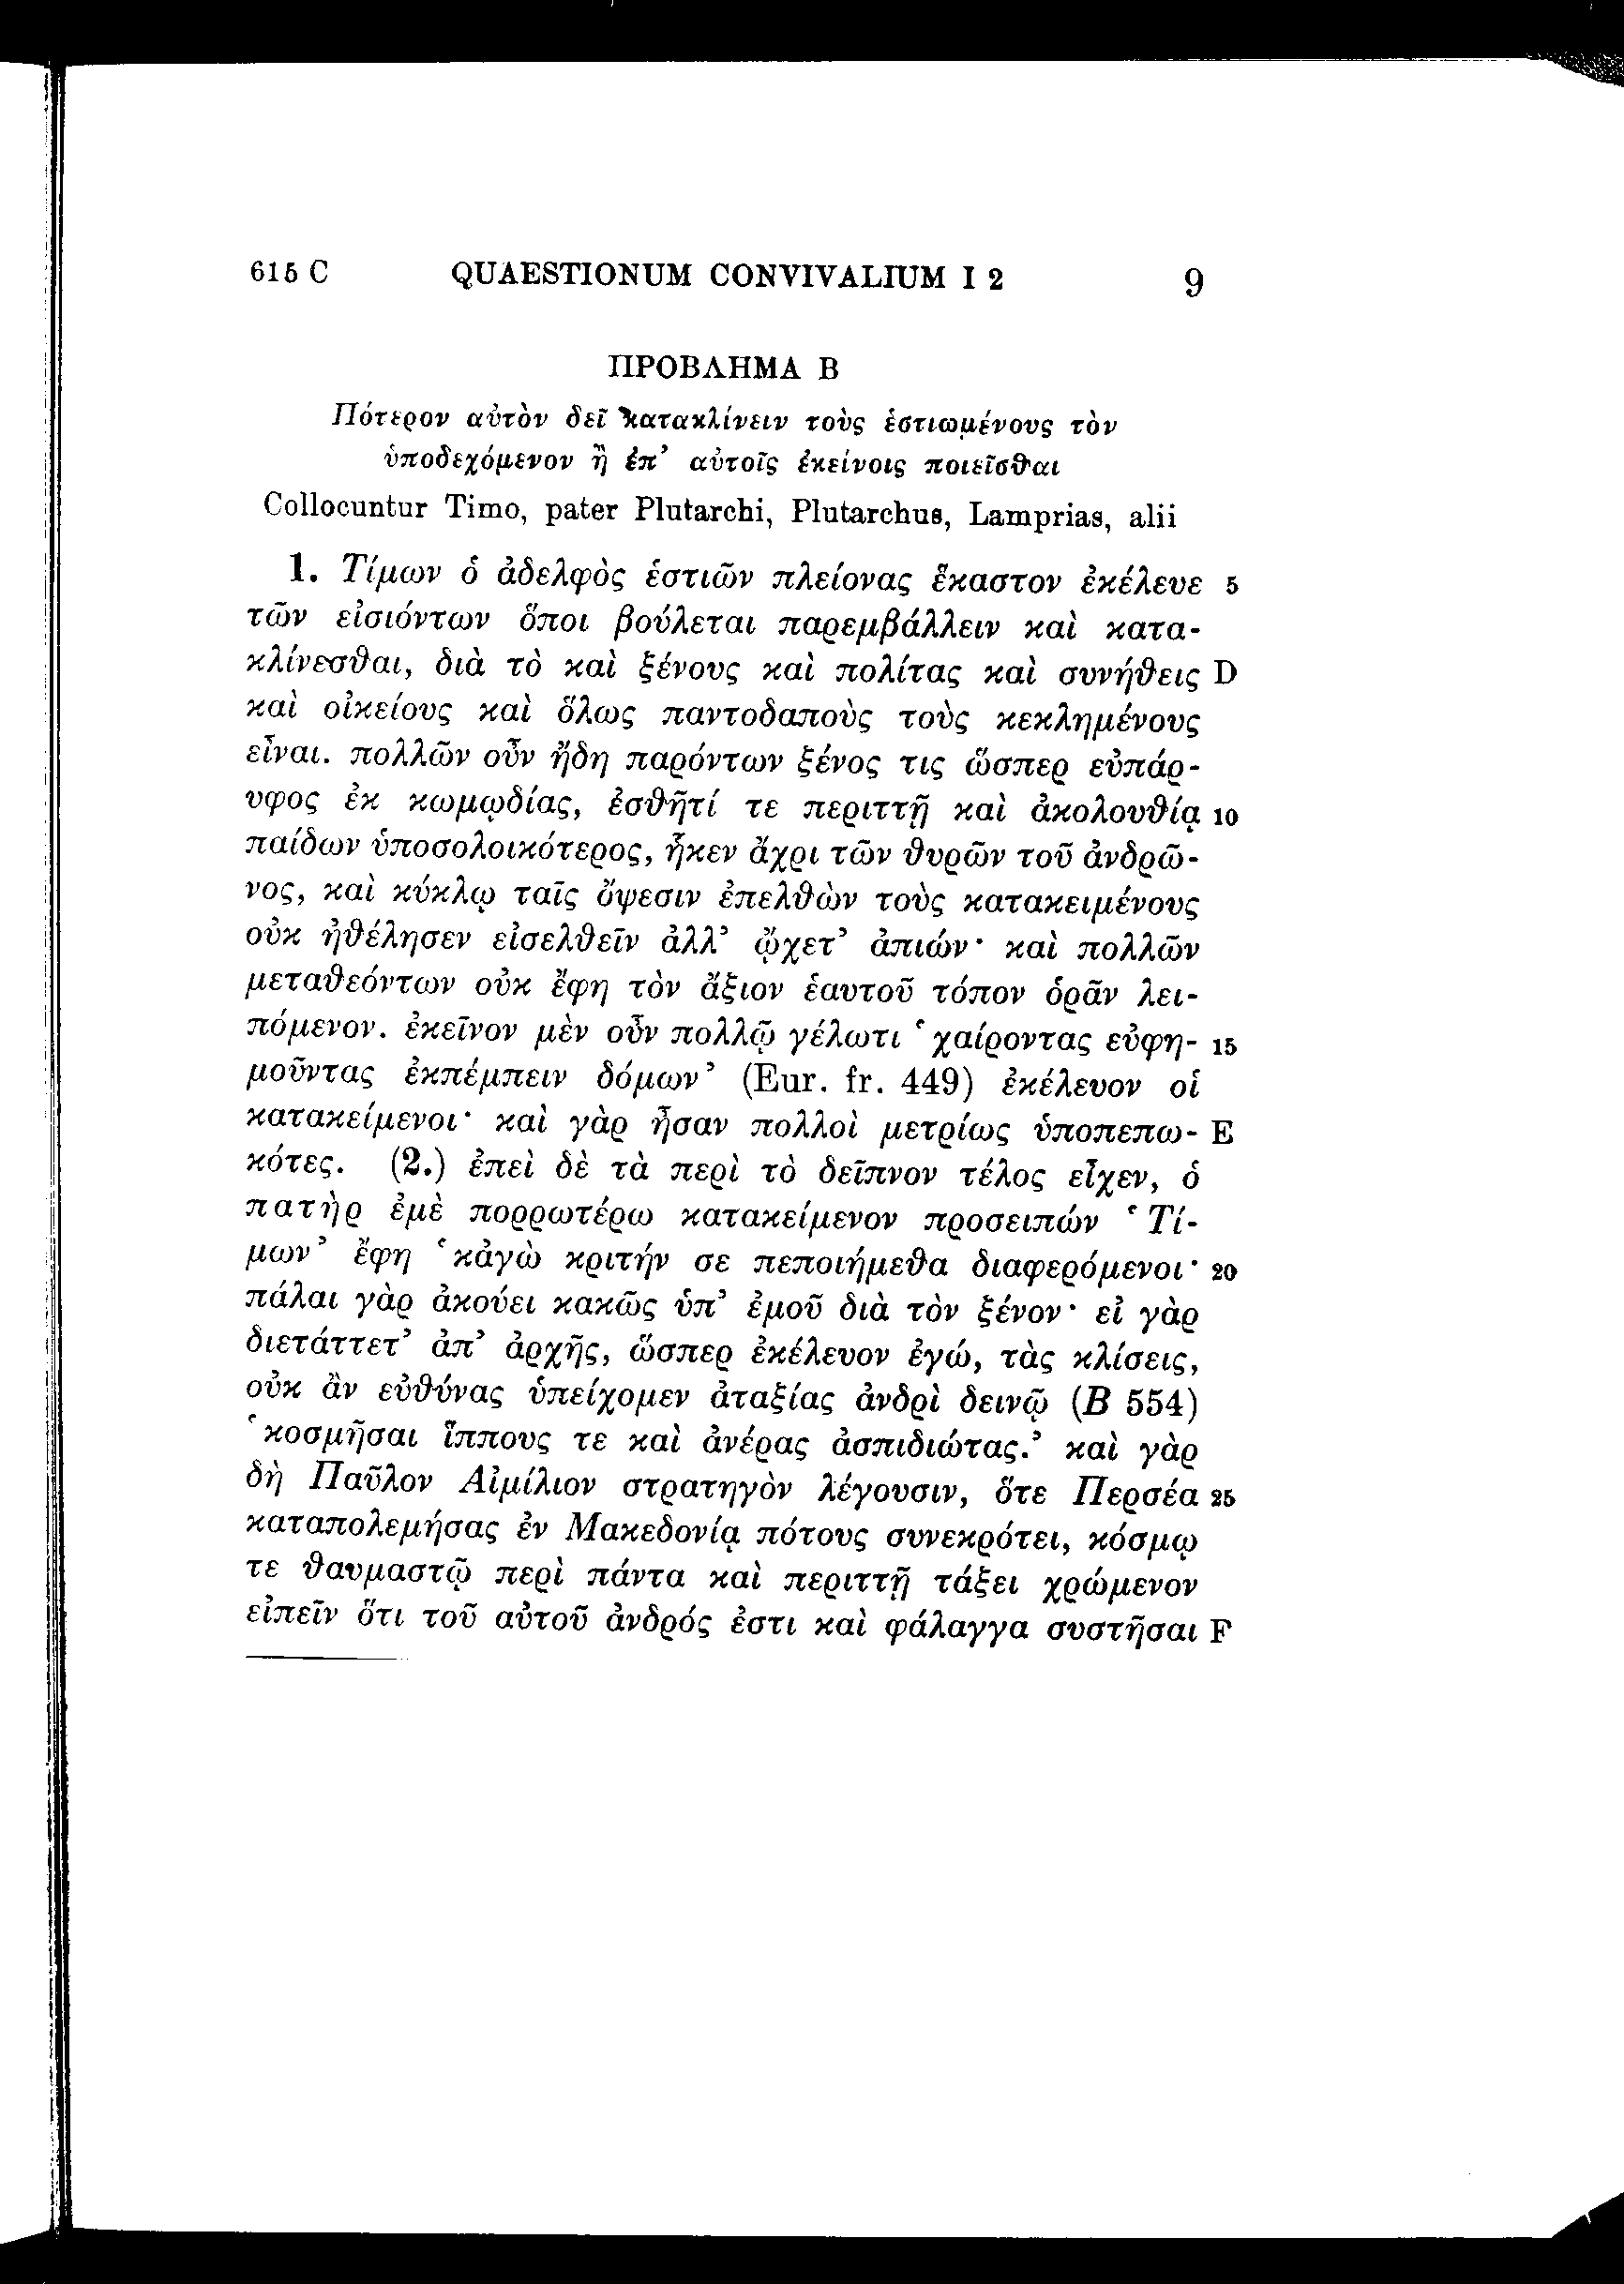 615 C QUAESTIONUM CONVIVALIUM I 2 9
ΠΡΟΒΛΗΜΑ Β
Πότερον αὐτὸν δεῖ κατακλίνειν τοὺς ἑστιωμένους τὸν
ὑποδεχόμενον ἢ ἐπ’ αὐτοῖς ἐκείνοις ποιεῖσθαι
Collocuntur Timo, pater Plutarchi, Plutarchus, Lamprias, alii
1. Τίμων ὁ ἀδελφὸς ἑστιῶν πλείονας ἕκαστον ἐκέλευε 5
τῶν εἰσιόντων ὅποι βούλεται παρεμβάλλειν καὶ κατα-
κλίνεσθαι, διὰ τὸ καὶ ξένους καὶ πολίτας καὶ συνήθεις D
καὶ οἰκείους καὶ ὅλως παντοδαποὺς τοὺς κεκλημένους
εἶναι. πολλῶν οὖν ἤδη παρόντων ξένος τις ὥσπερ εὐπάρ-
υφος ἐκ κωμῳδίας, ἐσθῆτί τε περιττῇ καὶ ἀκολουθίᾳ 10
παίδων ὑποσολοικότερος, ἧκεν ἄχρι τῶν θυρῶν τοῦ ἀνδρῶ-
νος, καὶ κύκλῳ ταῖς ὄψεσιν ἐπελθὼν τοὺς κατακειμένους
οὐκ ἠθέλησεν εἰσελθεῖν ἀλλ’ ᾤχετ’ ἀπιών· καὶ πολλῶν
μεταθεόντων οὐκ ἔφη τὸν ἄξιον ἑαυτοῦ τόπον ὁρᾶν λει-
πόμενον. ἐκεῖνον μὲν οὖν πολλῷ γέλωτι ‘χαίροντας εὐφη- 15
μοῦντας ἐκπέμπειν δόμων’ (Eur. fr. 449) ἐκέλευον οἱ
κατακείμενοι· καὶ γὰρ ἦσαν πολλοὶ μετρίως ὑποπεπω- E
κότες. (2.) ἐπεὶ δὲ τὰ περὶ τὸ δεῖπνον τέλος εἶχεν, ὁ
πατὴρ ἐμὲ πορρωτέρω κατακείμενον προσειπών ‘Τί-
μων’ ἔφη ‘κἀγὼ κριτήν σε πεποιήμεθα διαφερόμενοι· 20
πάλαι γὰρ ἀκούει κακῶς ὑπ’ ἐμοῦ διὰ τὸν ξένον· εἰ γὰρ
διετάττετ’ ἀπ’ ἀρχῆς, ὥσπερ ἐκέλευον ἐγώ, τὰς κλίσεις,
οὐκ ἂν εὐθύνας ὑπείχομεν ἀταξίας ἀνδρὶ δεινῷ (Β 554)
‘κοσμῆσαι ἵππους τε καὶ ἀνέρας ἀσπιδιώτας.’ καὶ γὰρ
δὴ Παῦλον Αἰμίλιον στρατηγὸν λέγουσιν, ὅτε Περσέα 25
καταπολεμήσας ἐν Μακεδονίᾳ πότους συνεκρότει, κόσμῳ
τε θαυμαστῷ περὶ πάντα καὶ περιττῇ τάξει χρώμενον
εἰπεῖν ὅτι τοῦ αὐτοῦ ἀνδρός ἐστι καὶ φάλαγγα συστῆσαι F